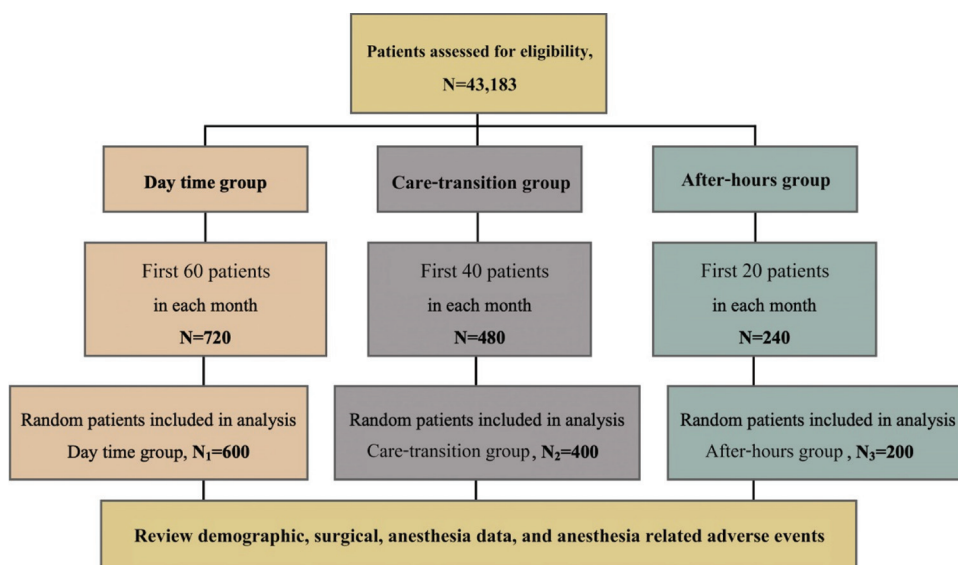 Patients assessed for eligibility,
N=43,183
Day time group
Care-transition group
After-hours group
First 60 patients
in each month
N=720
First 40 patients
in each month
N=480
First 20 patients
in each month
N=240
Random patients included in analysis
Day time group, N₁=600
Random patients included in analysis
Care-transition group, N₂=400
Random patients included in analysis
After-hours group , N₃=200
Review demographic, surgical, anesthesia data, and anesthesia related adverse events